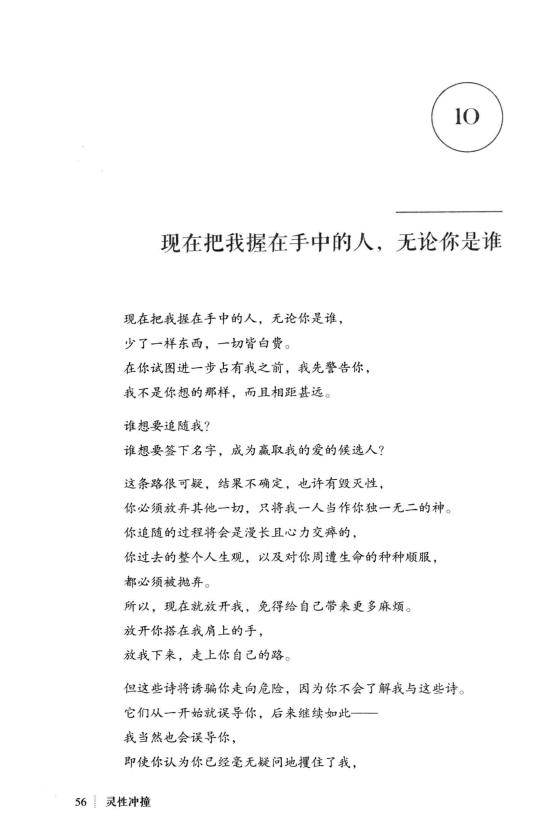 10
现在把我握在手中的人，无论你是谁
现在把我握在手中的人，无论你是谁，
少了一样东西，一切皆白费。
在你试图进一步占有我之前，我先警告你，
我不是你想的那样，而且相距甚远。
谁想要追随我？
谁想要签下名字，成为赢取我的爱的候选人？
这条路很可疑，结果不确定，也许有毁灭性，
你必须放弃其他一切，只将我一人当作你独一无二的神。
你追随的过程将会是漫长且心力交瘁的，
你过去的整个人生观，以及对你周遭生命的种种顺服，
都必须被抛弃。
所以，现在就放开我，免得给自己带来更多麻烦。
放开你搭在我肩上的手，
放我下来，走上你自己的路。
但这些诗将诱骗你走向危险，因为你不会了解我与这些诗。
它们从一开始就误导你，后来继续如此——
我当然也会误导你，
即使你认为你已经毫无疑问地攫住了我，
56 灵性冲撞